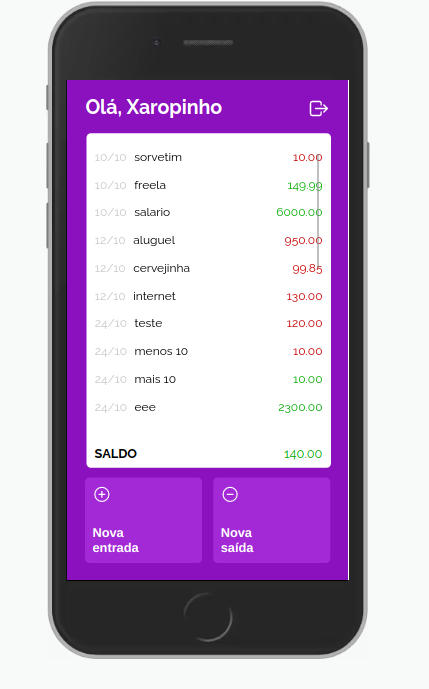 Olá, Xaropinho
10/10 sorvetim 10.00
10/10 freela 149.99
10/10 salario 6000.00
12/10 aluguel 950.00
12/10 cervejinha 99.85
12/10 internet 130.00
24/10 teste 120.00
24/10 menos 10 10.00
24/10 mais 10 10.00
24/10 eee 2300.00
SALDO 140.00
Nova
entrada
Nova
saída